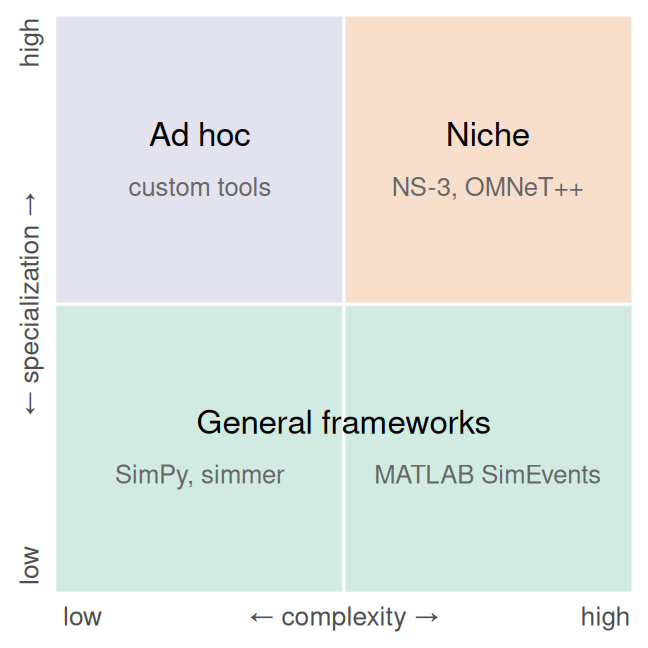 high
Ad hoc
custom tools
Niche
NS-3, OMNeT++
← specialization →
General frameworks
SimPy, simmer
MATLAB SimEvents
low
low
← complexity →
high